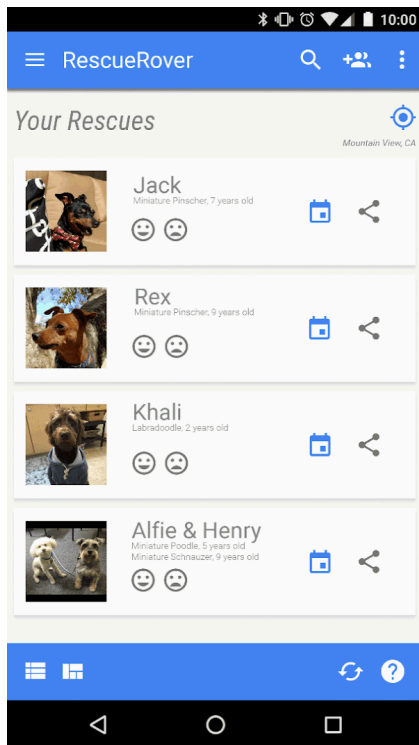 10:00
RescueRover
Your Rescues
Mountain View, CA
Jack
Miniature Pinscher, 7 years old
Rex
Miniature Pinscher, 9 years old
Khali
Labradoodle, 2 years old
Alfie & Henry
Miniature Poodle, 5 years old
Miniature Schnauzer, 9 years old